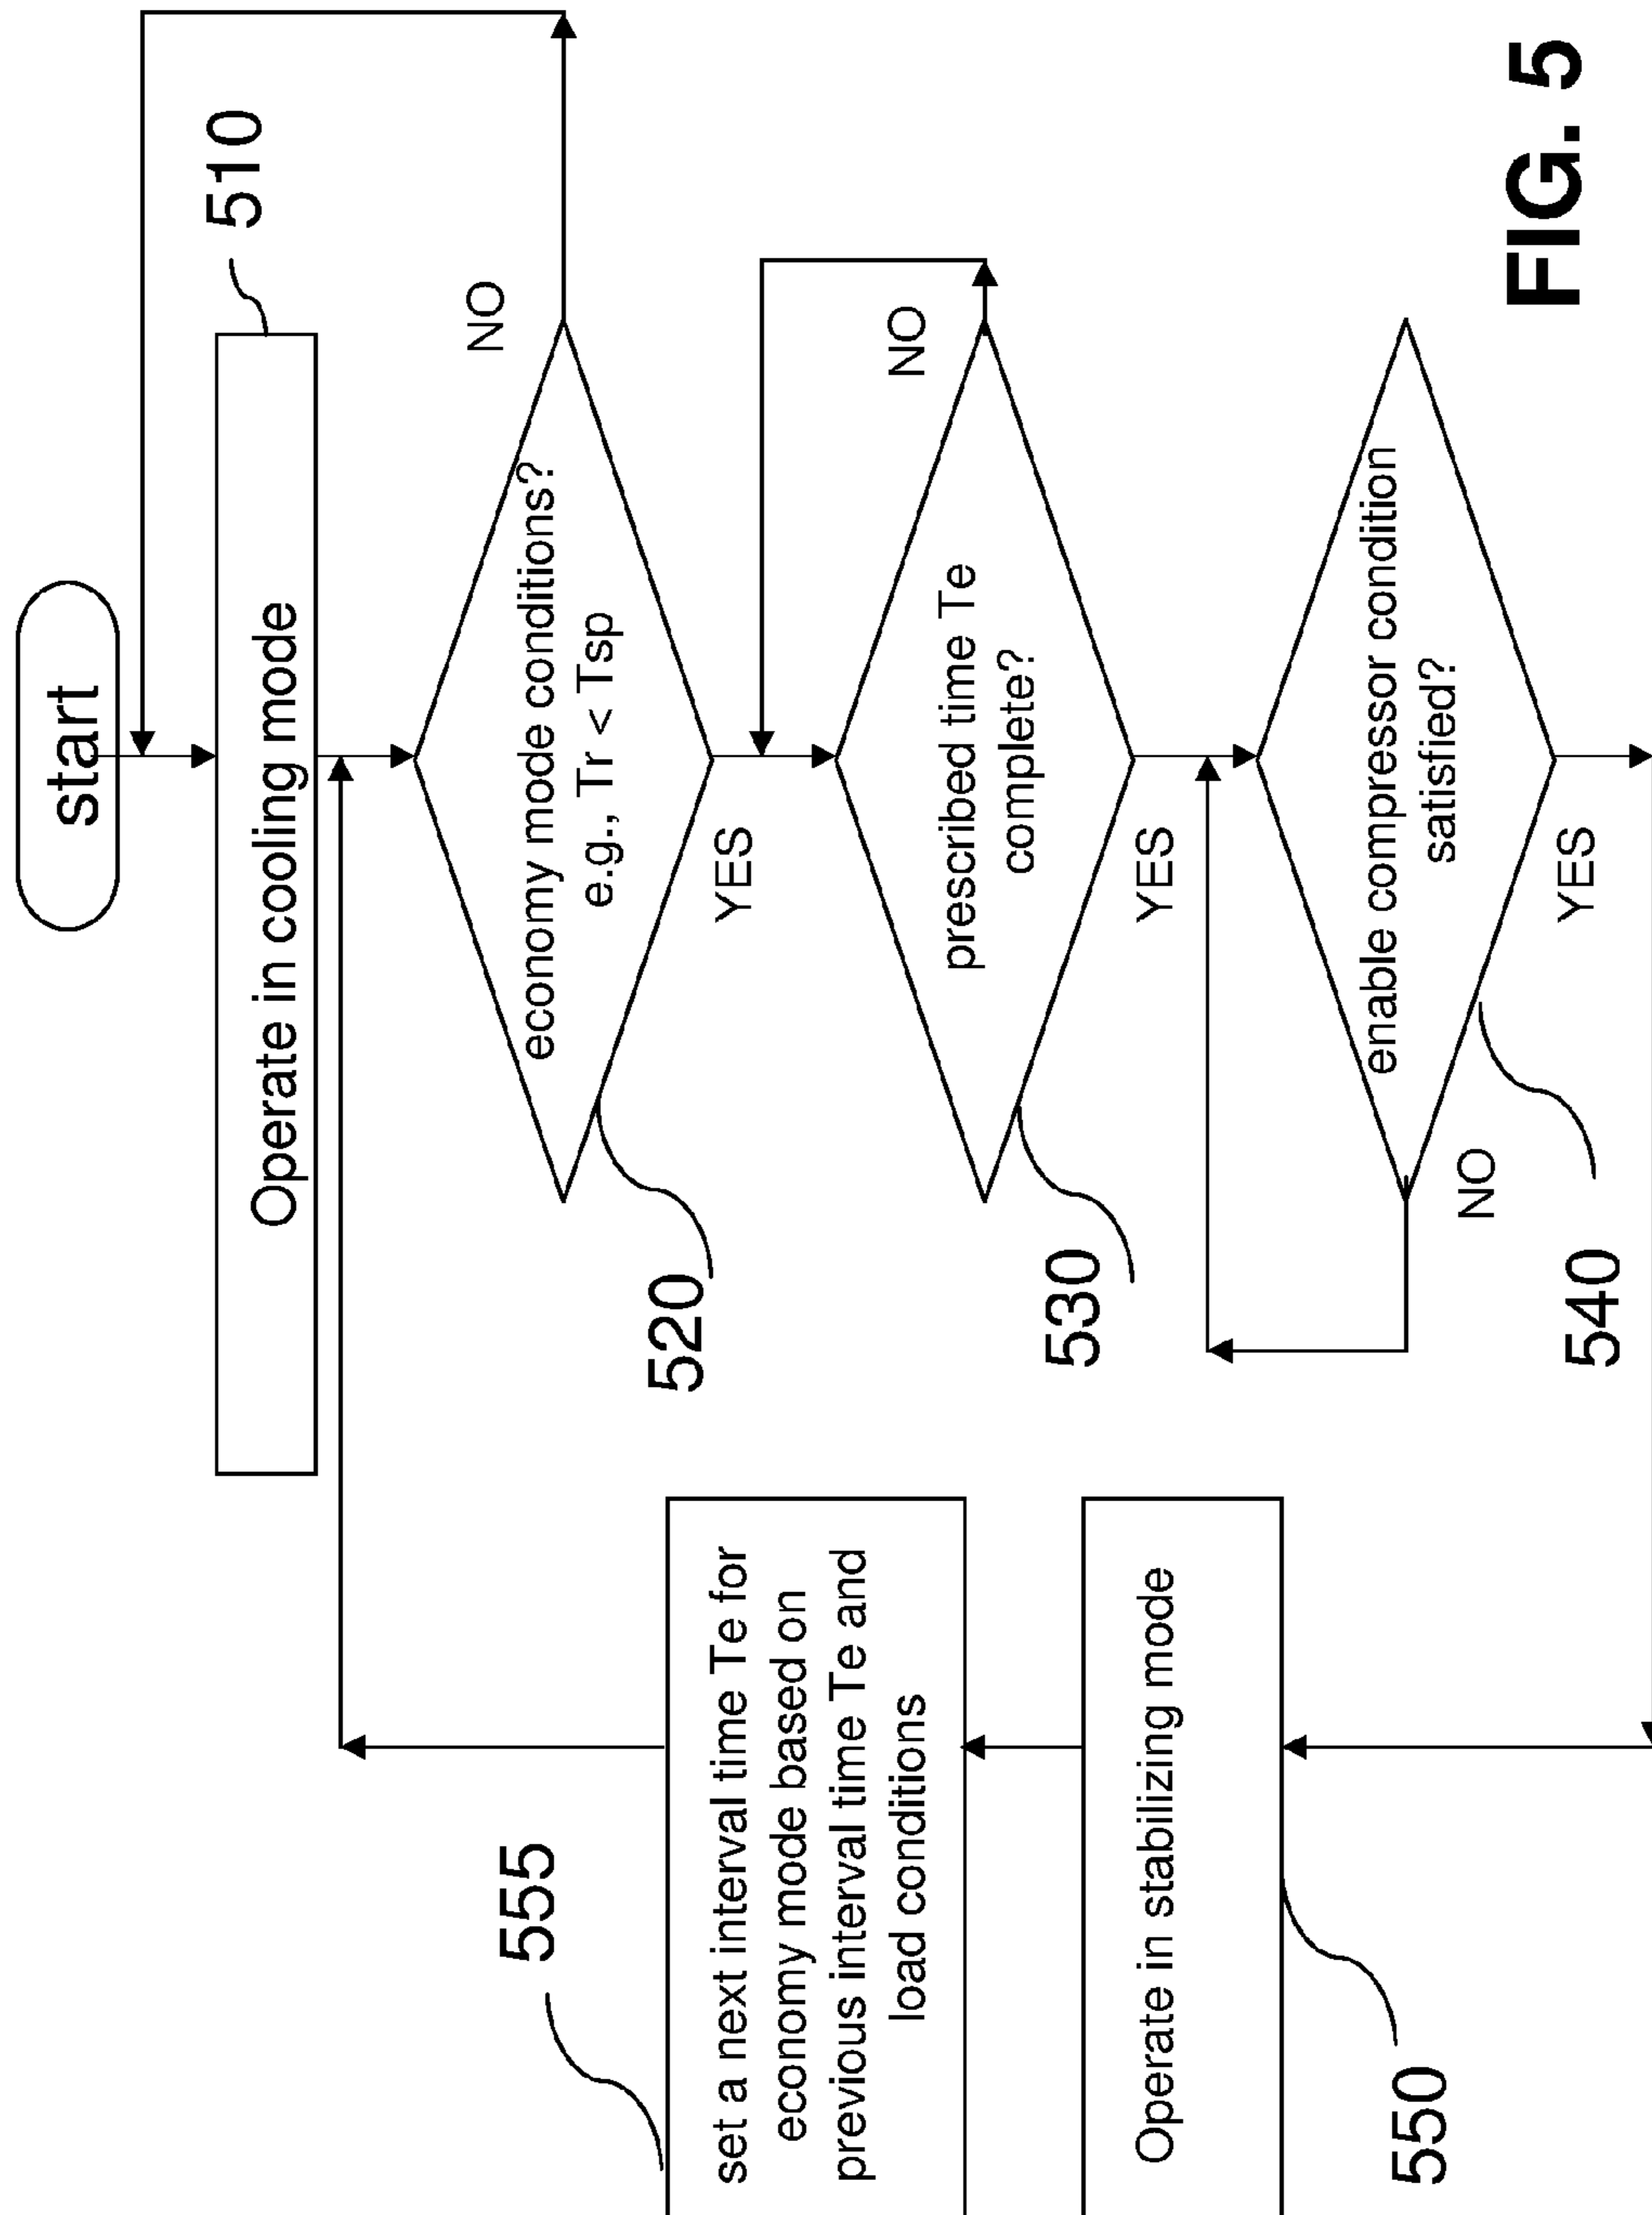 start
510
Operate in cooling mode
NO
economy mode conditions?
e.g., Tr < Tsp
YES
520
NO
prescribed time Te
complete?
YES
530
enable compressor condition
satisfied?
NO
YES
540
550
Operate in stabilizing mode
555
set a next interval time Te for
economy mode based on
previous interval time Te and
load conditions
FIG. 5